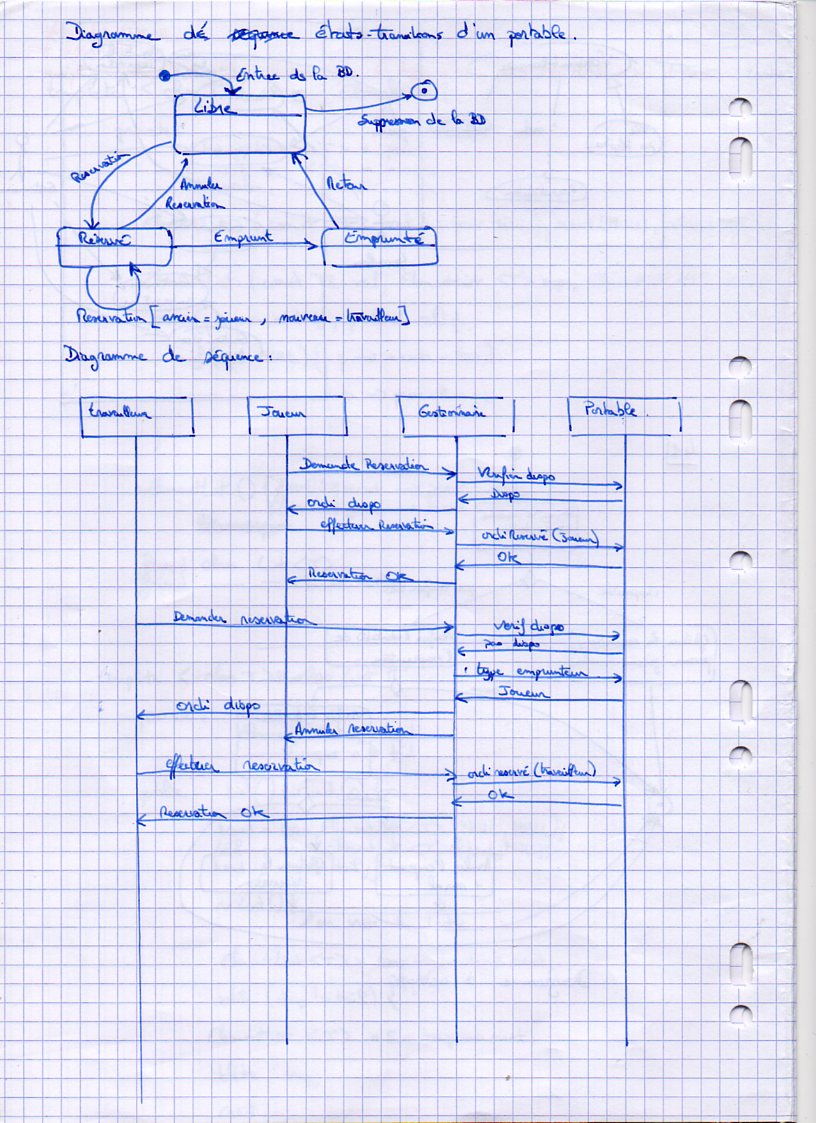 Diagramme dé séquence états-transitions d'un portable.
Entree ds la BD.
Libre
Suppression de la BD
Reservation
Annuler
Reservation
Retour
Réservé
Emprunt
Emprunté
Reservation [ancien = joueur, nouveau = travailleur]
Diagramme de séquence :
travailleur
Joueur
Gestionnaire
Portable.
Demande Reservation
Verifier dispo
Dispo
ordi dispo
effectuer Reservation
ordi Reservé (Joueur)
OK
Reservation OK
Demander reservation
Verif dispo
pas dispo
type emprunteur
Joueur
ordi dispo
Annuler reservation
effectuer reservation
ordi reservé (travailleur)
OK
Reservation OK